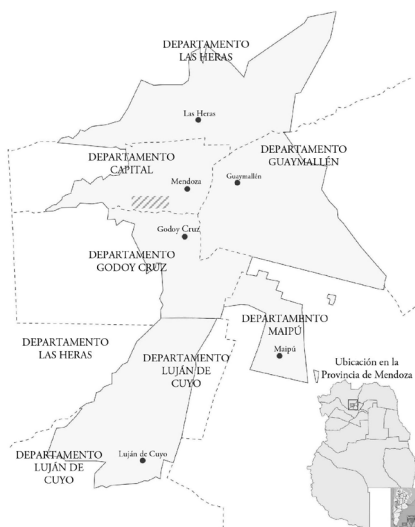 DEPARTAMENTO
LAS HERAS
Las Heras
DEPARTAMENTO
CAPITAL
DEPARTAMENTO
GUAYMALLÉN
Mendoza
Guaymallén
Godoy Cruz
DEPARTAMENTO
GODOY CRUZ
DEPARTAMENTO
MAIPÚ
DEPARTAMENTO
LAS HERAS
DEPARTAMENTO
LUJÁN DE
CUYO
Maipú
Ubicación en la
Provincia de Mendoza
DEPARTAMENTO
LUJÁN DE
CUYO
Luján de Cuyo